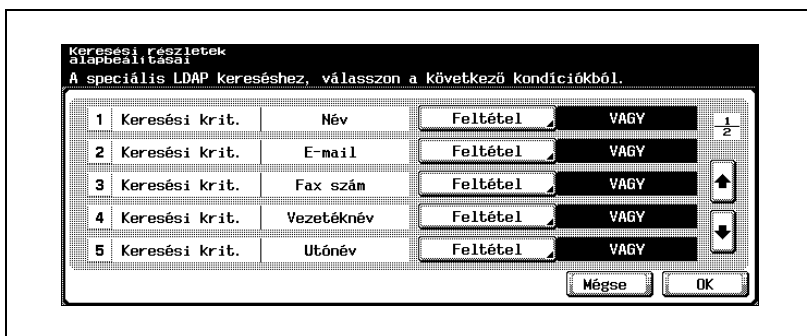 Keresési részletek
alapbeálításai
A speciális LDAP kereséshez, válasszon a következő kondíciókból.
1 Keresési krit. Név Feltétel VAGY 1/2
2 Keresési krit. E-mail Feltétel VAGY
3 Keresési krit. Fax szám Feltétel VAGY
4 Keresési krit. Vezetéknév Feltétel VAGY
5 Keresési krit. Utónév Feltétel VAGY
Mégse OK